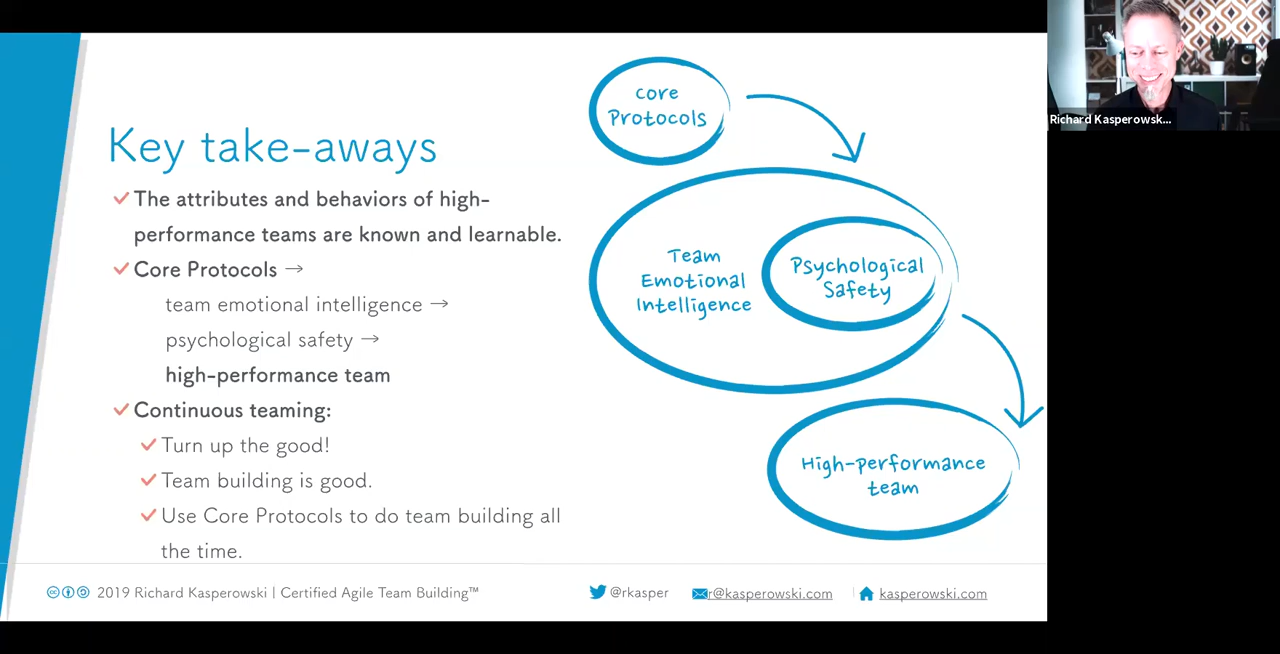 Key take-aways
The attributes and behaviors of high-
performance teams are known and learnable.
Core Protocols →
team emotional intelligence →
psychological safety →
high-performance team
Continuous teaming:
Turn up the good!
Team building is good.
Use Core Protocols to do team building all
the time.
Core
Protocols
Team
Emotional
Intelligence
Psychological
Safety
High-performance
team
2019 Richard Kasperowski | Certified Agile Team Building™
@rkasper
r@kasperowski.com
kasperowski.com
Richard Kasperowsk...